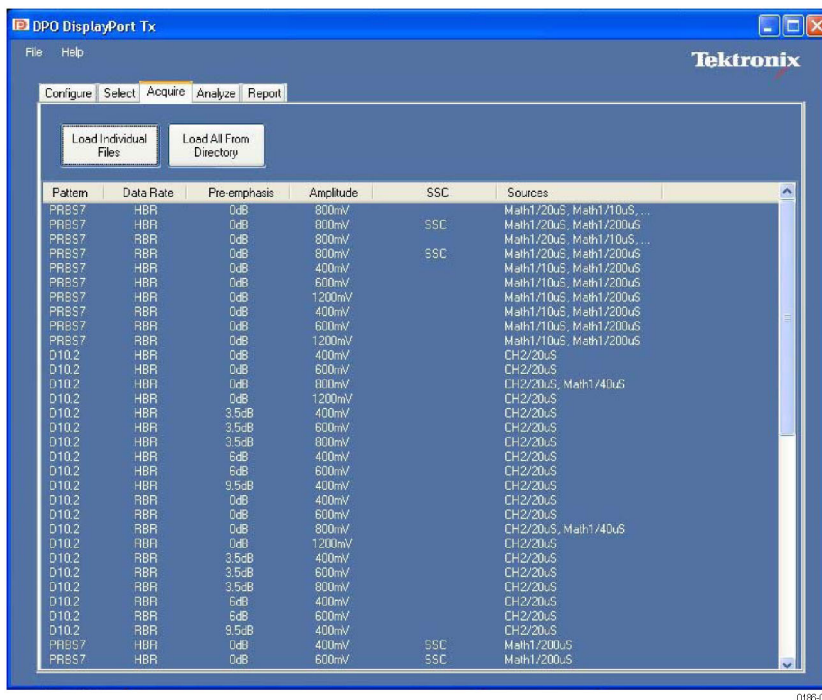 DPO DisplayPort Tx
File Help
Tektronix
Configure Select Acquire Analyze Report
Load Individual Files
Load All From Directory
Pattern Data Rate Pre-emphasis Amplitude SSC Sources
PRBS7 HBR 0dB 800mV Math1/20uS, Math1/10uS, ...
PRBS7 HBR 0dB 800mV SSC Math1/20uS, Math1/200uS
PRBS7 RBR 0dB 800mV Math1/20uS, Math1/10uS, ...
PRBS7 RBR 0dB 800mV SSC Math1/20uS, Math1/200uS
PRBS7 HBR 0dB 400mV Math1/10uS, Math1/200uS
PRBS7 HBR 0dB 600mV Math1/10uS, Math1/200uS
PRBS7 HBR 0dB 1200mV Math1/10uS, Math1/200uS
PRBS7 RBR 0dB 400mV Math1/10uS, Math1/200uS
PRBS7 RBR 0dB 600mV Math1/10uS, Math1/200uS
PRBS7 RBR 0dB 1200mV Math1/10uS, Math1/200uS
D10.2 HBR 0dB 400mV CH2/20uS
D10.2 HBR 0dB 600mV CH2/20uS
D10.2 HBR 0dB 800mV CH2/20uS, Math1/40uS
D10.2 HBR 0dB 1200mV CH2/20uS
D10.2 HBR 3.5dB 400mV CH2/20uS
D10.2 HBR 3.5dB 600mV CH2/20uS
D10.2 HBR 3.5dB 800mV CH2/20uS
D10.2 HBR 6dB 400mV CH2/20uS
D10.2 HBR 6dB 600mV CH2/20uS
D10.2 HBR 9.5dB 400mV CH2/20uS
D10.2 RBR 0dB 400mV CH2/20uS
D10.2 RBR 0dB 600mV CH2/20uS
D10.2 RBR 0dB 800mV CH2/20uS, Math1/40uS
D10.2 RBR 0dB 1200mV CH2/20uS
D10.2 RBR 3.5dB 400mV CH2/20uS
D10.2 RBR 3.5dB 600mV CH2/20uS
D10.2 RBR 3.5dB 800mV CH2/20uS
D10.2 RBR 6dB 400mV CH2/20uS
D10.2 RBR 6dB 600mV CH2/20uS
D10.2 RBR 9.5dB 400mV CH2/20uS
PRBS7 HBR 0dB 400mV SSC Math1/200uS
PRBS7 HBR 0dB 600mV SSC Math1/200uS